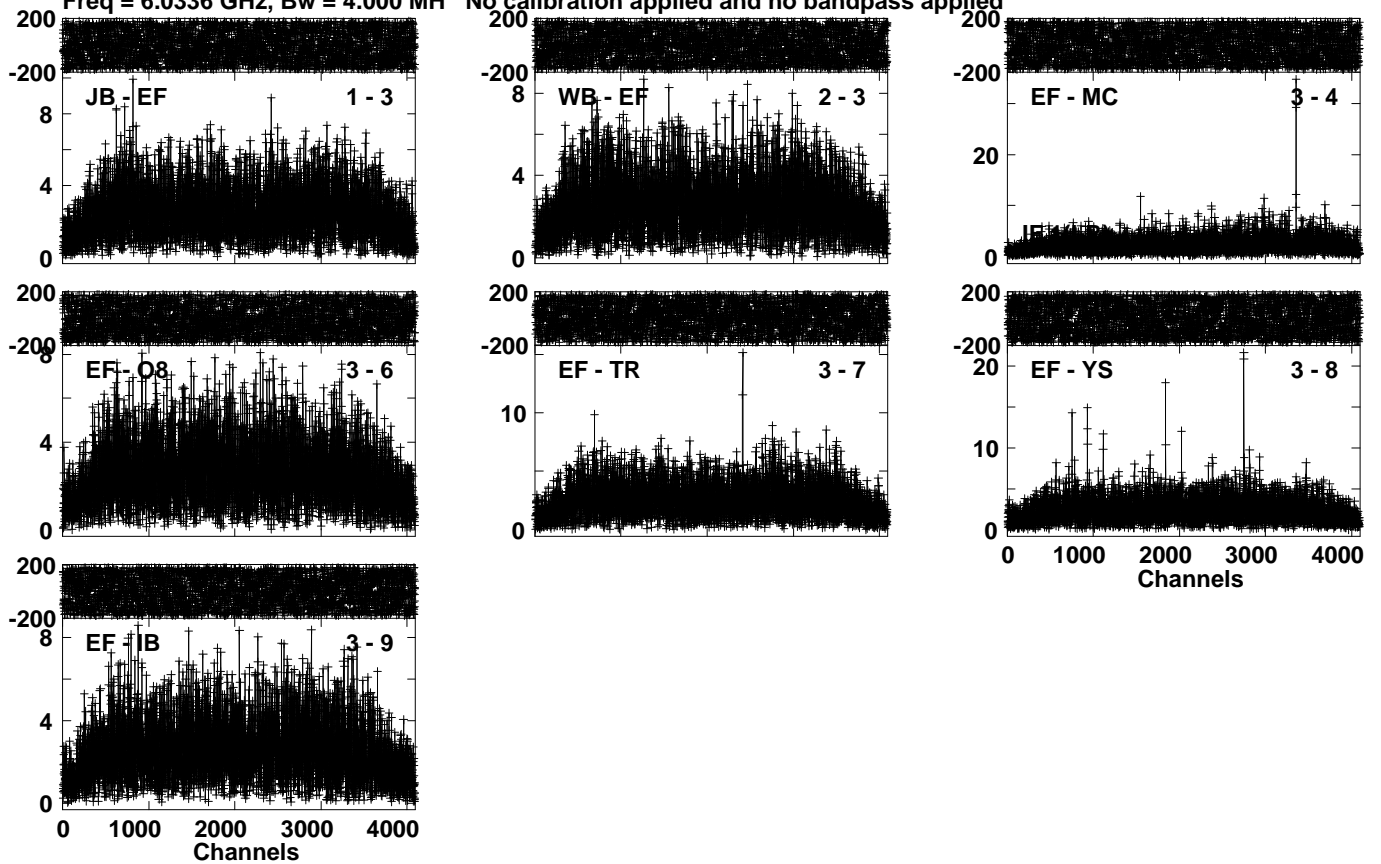 Freq = 6.0336 GHz, Bw = 4.000 MH No calibration applied and no bandpass applied
200 200 200
-200 -200 -200
JB - EF 1 - 3 WB - EF 2 - 3 EF - MC 3 - 4
8 8 20
4 4
IF
0 0 0
200 200 200
-200 -200 -200
8 EF - O8 3 - 6 EF - TR 3 - 7 EF - YS 3 - 8
20
4 10 10
0 0 0
0 1000 2000 3000 4000
Channels
200
-200
8 EF - IB 3 - 9
4
0
0 1000 2000 3000 4000
Channels